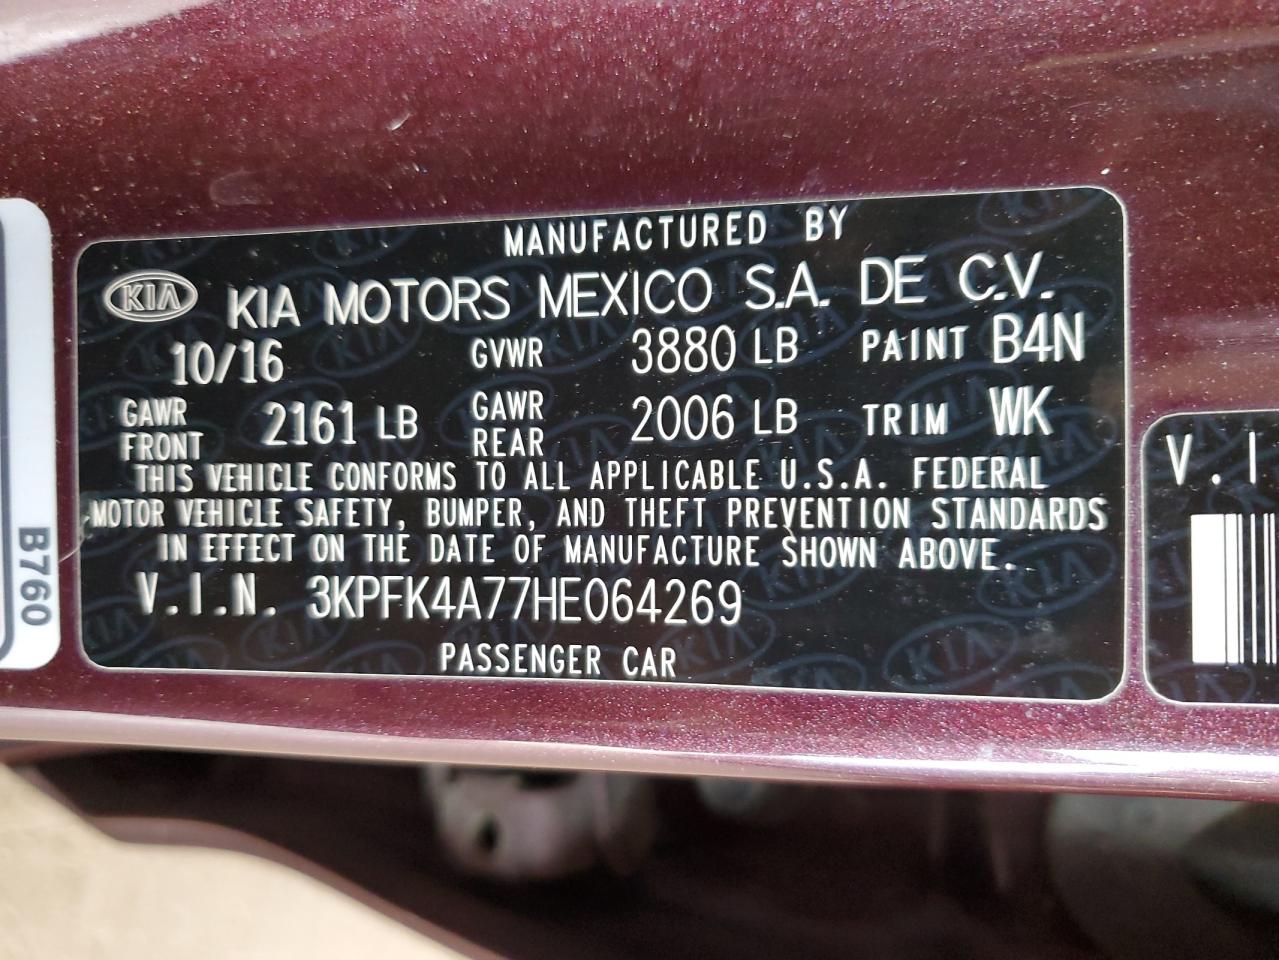 MANUFACTURED BY
KIA KIA MOTORS MEXICO S.A. DE C.V.
10/16 GVWR 3880 LB PAINT B4N
GAWR FRONT 2161 LB GAWR REAR 2006 LB TRIM WK
THIS VEHICLE CONFORMS TO ALL APPLICABLE U.S.A. FEDERAL
MOTOR VEHICLE SAFETY, BUMPER, AND THEFT PREVENTION STANDARDS
IN EFFECT ON THE DATE OF MANUFACTURE SHOWN ABOVE.
V.I.N. 3KPFK4A77HE064269
PASSENGER CAR
B760
V.I